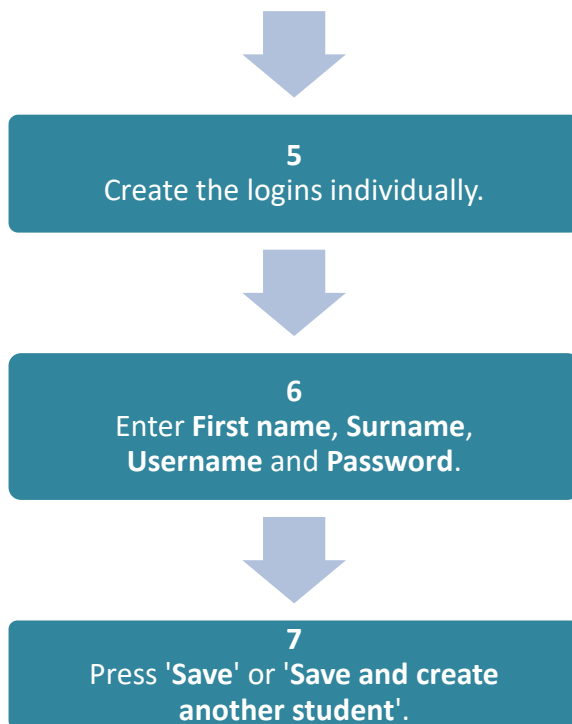 5
Create the logins individually.
6
Enter First name, Surname,
Username and Password.
7
Press 'Save' or 'Save and create
another student'.